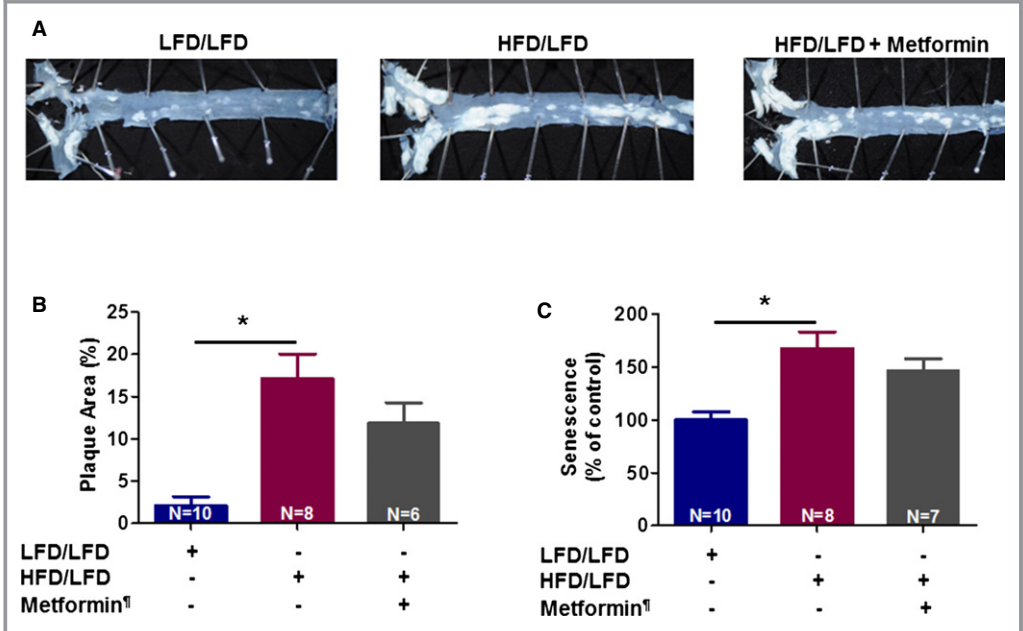 A
LFD/LFD
HFD/LFD
HFD/LFD + Metformin
B
Plaque Area (%)
25
20
15
10
5
0
*
N=10
N=8
N=6
LFD/LFD + - -
HFD/LFD - + +
Metformin¶ - - +
C
Senescence
(% of control)
200
150
100
50
0
*
N=10
N=8
N=7
LFD/LFD + - -
HFD/LFD - + +
Metformin¶ - - +